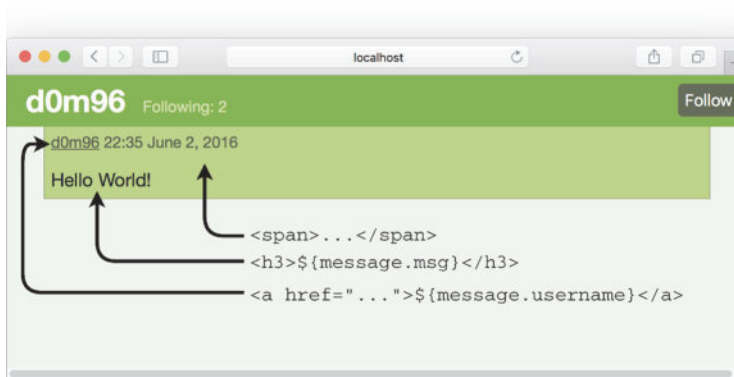 localhost
d0m96 Following: 2 Follow
d0m96 22:35 June 2, 2016
Hello World!
<span>...</span>
<h3>${message.msg}</h3>
<a href="...">${message.username}</a>